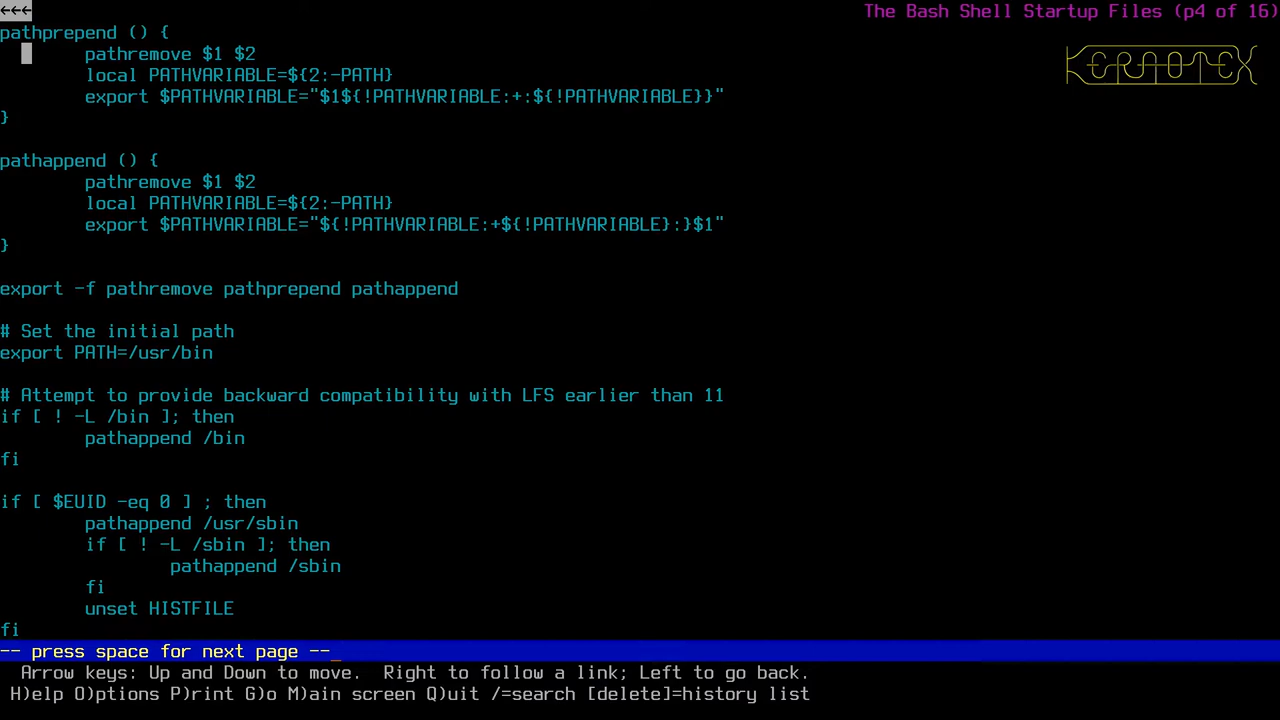 ←←←
The Bash Shell Startup Files (p4 of 16)
KERAOTEX
pathprepend () {
        pathremove $1 $2
        local PATHVARIABLE=${2:-PATH}
        export $PATHVARIABLE="$1${!PATHVARIABLE:+:${!PATHVARIABLE}}"
}

pathappend () {
        pathremove $1 $2
        local PATHVARIABLE=${2:-PATH}
        export $PATHVARIABLE="${!PATHVARIABLE:+${!PATHVARIABLE}:}$1"
}

export -f pathremove pathprepend pathappend

# Set the initial path
export PATH=/usr/bin

# Attempt to provide backward compatibility with LFS earlier than 11
if [ ! -L /bin ]; then
        pathappend /bin
fi

if [ $EUID -eq 0 ] ; then
        pathappend /usr/sbin
        if [ ! -L /sbin ]; then
                pathappend /sbin
        fi
        unset HISTFILE
fi
-- press space for next page --
  Arrow keys: Up and Down to move.  Right to follow a link; Left to go back.
 H)elp O)ptions P)rint G)o M)ain screen Q)uit /=search [delete]=history list